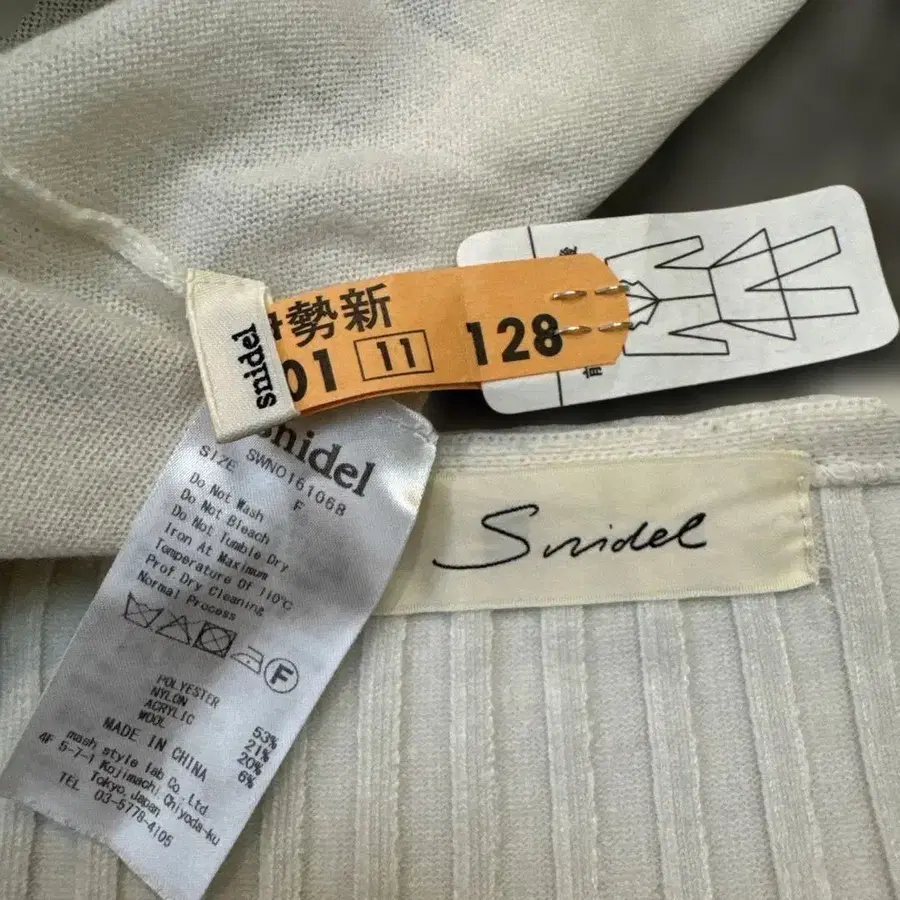 勢新
01 11 128
snidel
snidel
SWNO161068
SIZE F
Do Not Wash
Do Not Bleach
Do Not Tumble Dry
Iron At Maximum
Temperature Of 110℃
Prof Dry Cleaning
Normal Process
F
POLYESTER 53%
NYLON 21%
ACRYLIC 20%
WOOL 6%
MADE IN CHINA
mash style lab Co.,Ltd.
4F 5-7-1 Kojimachi Chiyoda-ku
Tokyo,Japan
TEL 03-5778-4105
Snidel